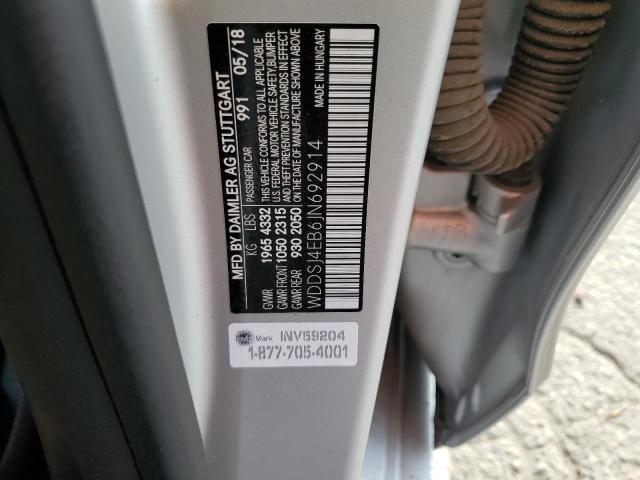 MFD BY DAIMLER AG STUTTGART
PASSENGER CAR 991 05/18
KG LBS
GAWR 1965 4332
GAWR FRONT 1050 2315
GAWR REAR 930 2050
THIS VEHICLE CONFORMS TO ALL APPLICABLE
U.S. FEDERAL MOTOR VEHICLE SAFETY, BUMPER
AND THEFT PREVENTION STANDARDS IN EFFECT
ON THE DATE OF MANUFACTURE SHOWN ABOVE
WDDSJ4EB6JN692914 MADE IN HUNGARY
Mark INV59204
1-877-705-4001